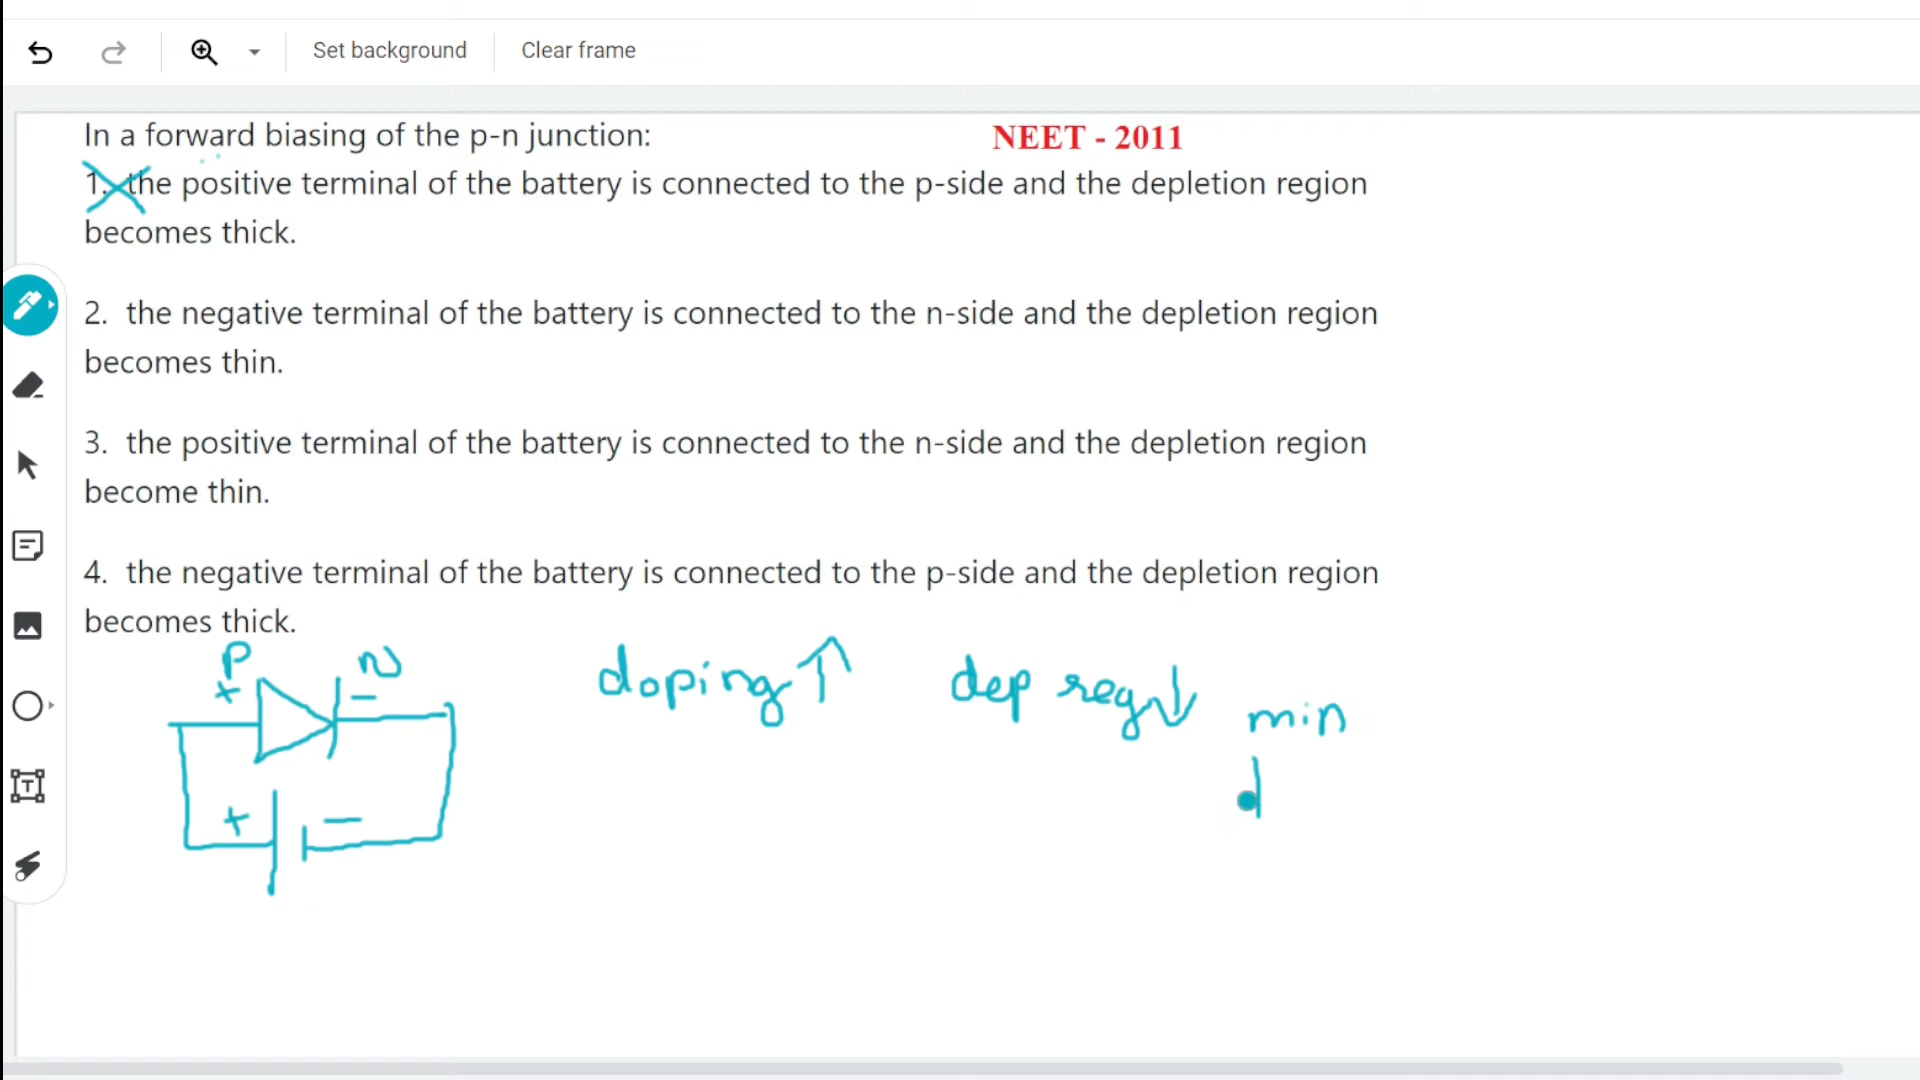 Set background Clear frame
In a forward biasing of the p-n junction: NEET - 2011
1. the positive terminal of the battery is connected to the p-side and the depletion region
becomes thick.
2. the negative terminal of the battery is connected to the n-side and the depletion region
becomes thin.
3. the positive terminal of the battery is connected to the n-side and the depletion region
become thin.
4. the negative terminal of the battery is connected to the p-side and the depletion region
becomes thick.
P N doping ↑ dep reg ↓ min
+ −
d
+ −